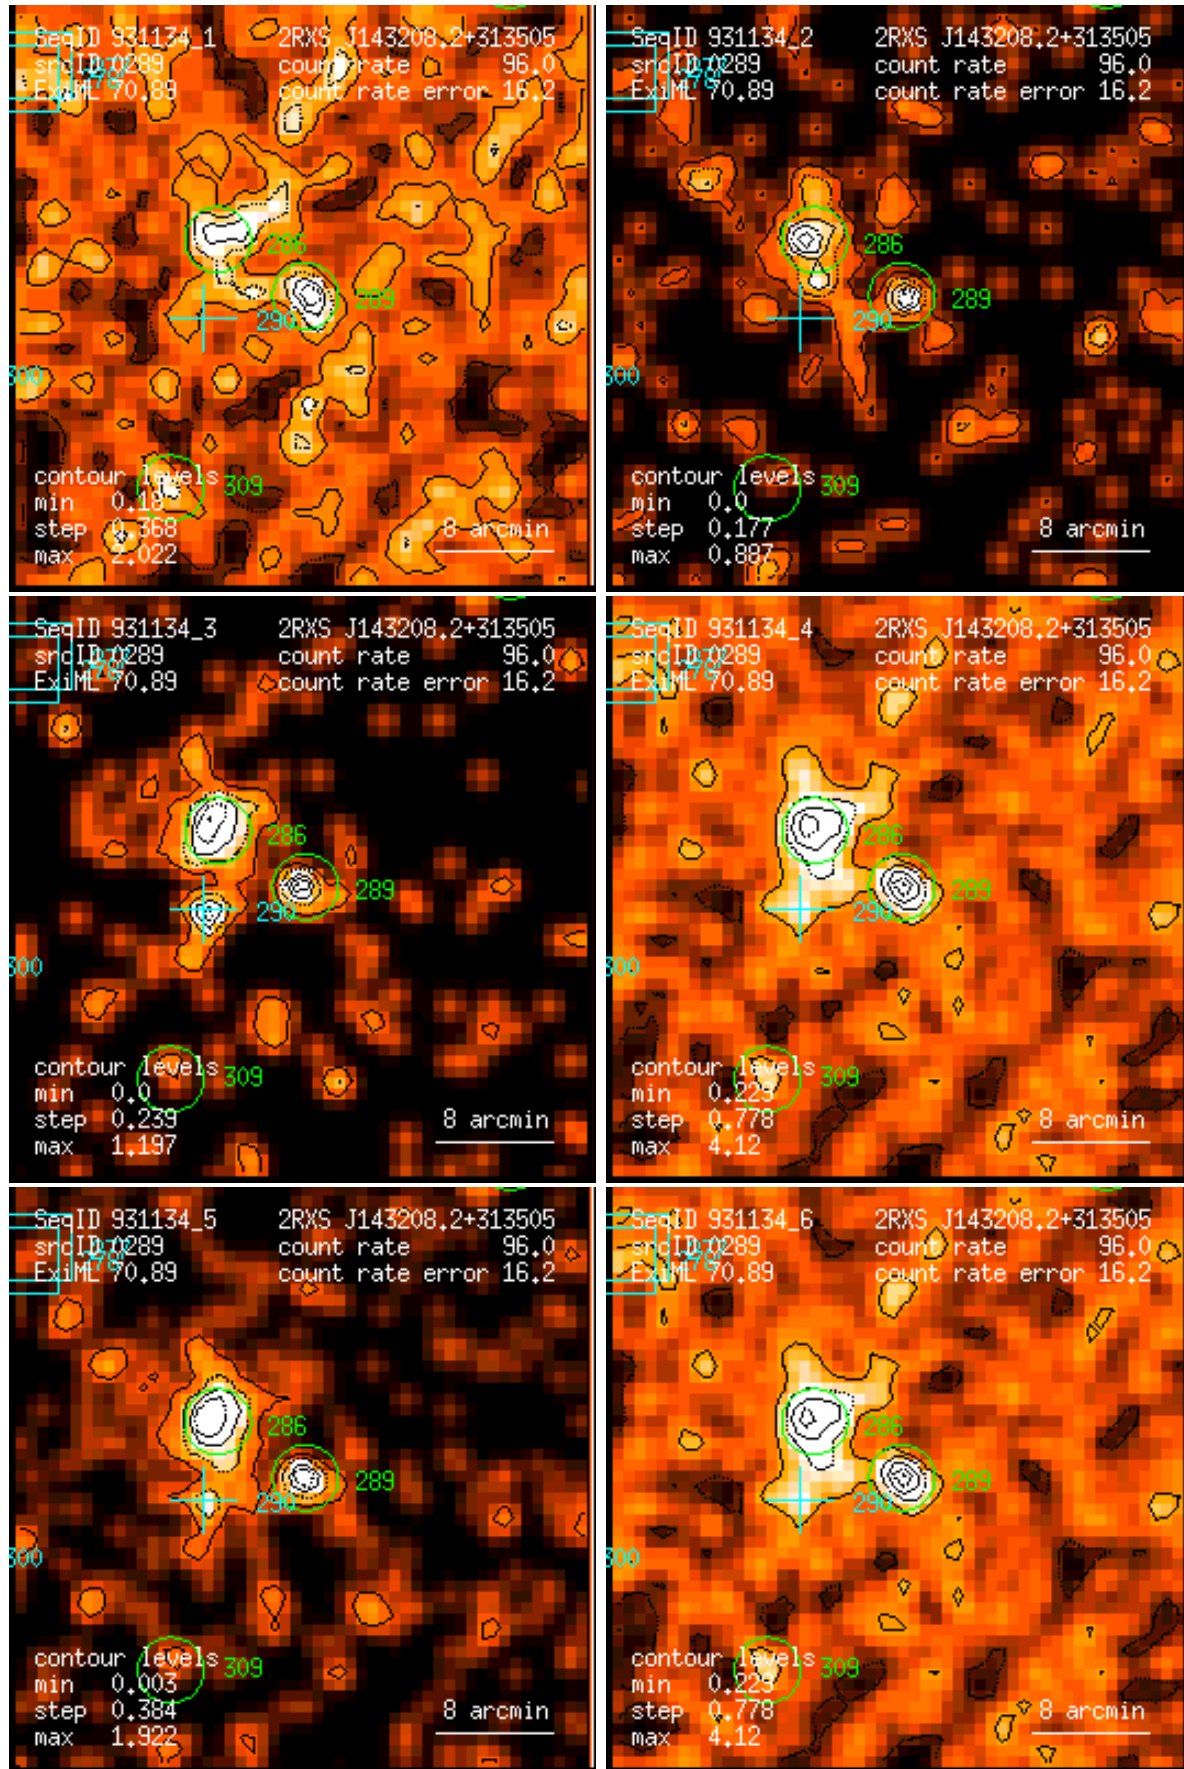 SeqID 931134_1 2RXS J143208.2+313505
srcID 0289 count rate 96.0
ExiML 70.89 count rate error 16.2
286
289
290
300
contour levels 309
min 0.18
step 0.368 8 arcmin
max 2.022
SeqID 931134_2 2RXS J143208.2+313505
srcID 0289 count rate 96.0
ExiML 70.89 count rate error 16.2
286
289
290
300
contour levels 309
min 0.0
step 0.177 8 arcmin
max 0.887
SeqID 931134_3 2RXS J143208.2+313505
srcID 0289 count rate 96.0
ExiML 70.89 count rate error 16.2
286
289
290
300
contour levels 309
min 0.0
step 0.239 8 arcmin
max 1.197
SeqID 931134_4 2RXS J143208.2+313505
srcID 0289 count rate 96.0
ExiML 70.89 count rate error 16.2
286
289
290
300
contour levels 309
min 0.229
step 0.778 8 arcmin
max 4.12
SeqID 931134_5 2RXS J143208.2+313505
srcID 0289 count rate 96.0
ExiML 70.89 count rate error 16.2
286
289
290
300
contour levels 309
min 0.003
step 0.384 8 arcmin
max 1.922
SeqID 931134_6 2RXS J143208.2+313505
srcID 0289 count rate 96.0
ExiML 70.89 count rate error 16.2
286
289
290
300
contour levels 309
min 0.229
step 0.778 8 arcmin
max 4.12